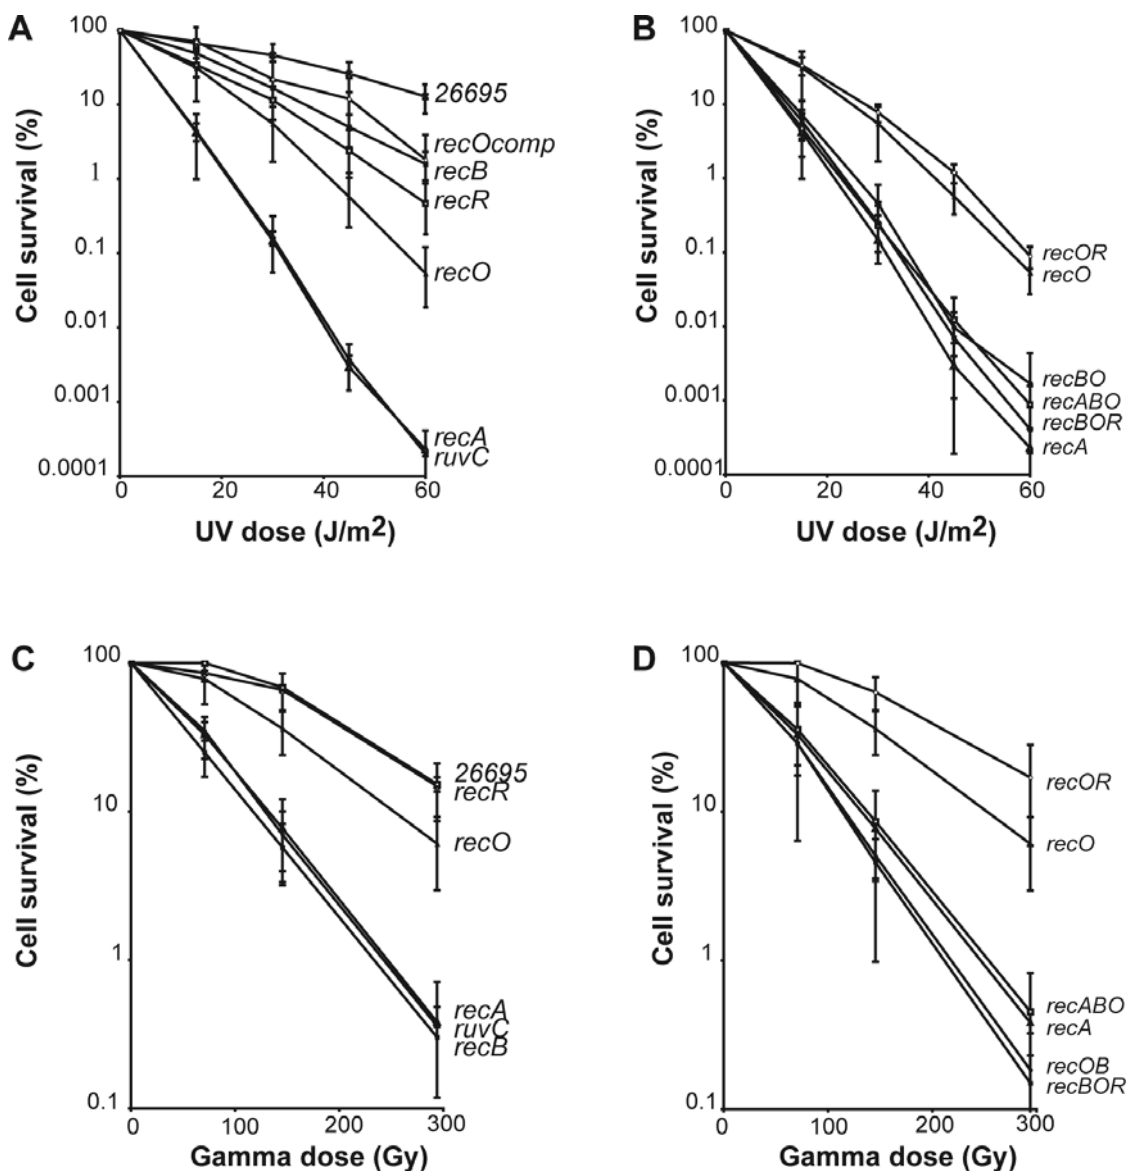 A
100
10
1
0.1
0.01
0.001
0.0001
Cell survival (%)
0 20 40 60
UV dose (J/m2)
26695
recOcomp
recB
recR
recO
recA
ruvC
B
100
10
1
0.1
0.01
0.001
0.0001
Cell survival (%)
0 20 40 60
UV dose (J/m2)
recOR
recO
recBO
recABO
recBOR
recA
C
100
10
1
0.1
Cell survival (%)
0 100 200 300
Gamma dose (Gy)
26695
recR
recO
recA
ruvC
recB
D
100
10
1
0.1
Cell survival (%)
0 100 200 300
Gamma dose (Gy)
recOR
recO
recABO
recA
recOB
recBOR